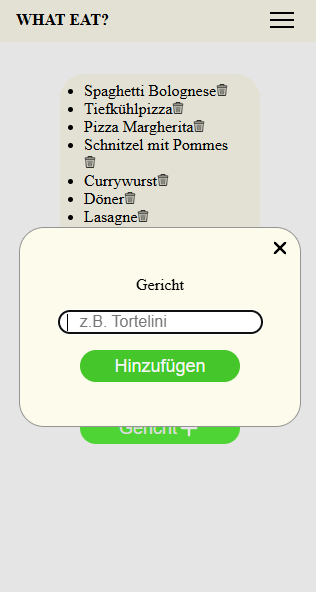 WHAT EAT?
Spaghetti Bolognese
Tiefkühlpizza
Pizza Margherita
Schnitzel mit Pommes
Currywurst
Döner
Lasagne
Gericht
z.B. Tortelini
Hinzufügen
Gericht